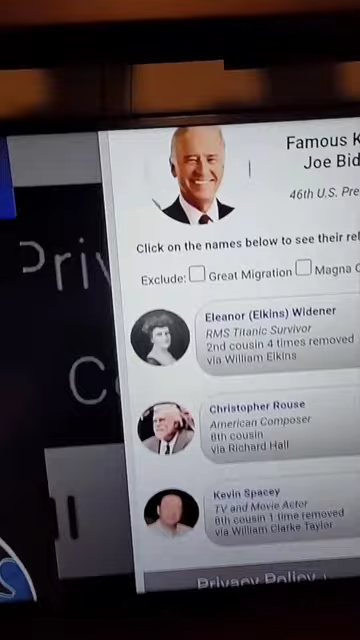 Famous K
Joe Bid
46th U.S. Pre
Click on the names below to see their rel
Exclude: Great Migration Magna C
Eleanor (Elkins) Widener
RMS Titanic Survivor
2nd cousin 4 times removed
via William Elkins
Christopher Rouse
American Composer
8th cousin
via Richard Hall
Kevin Spacey
TV and Movie Actor
8th cousin 1 time removed
via William Clarke Taylor
Privacy Policy
Priv
C